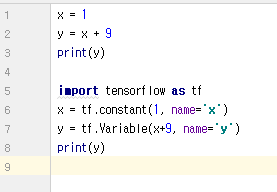 1 x = 1
2 y = x + 9
3 print(y)
4
5 import tensorflow as tf
6 x = tf.constant(1, name='x')
7 y = tf.Variable(x+9, name='y')
8 print(y)
9